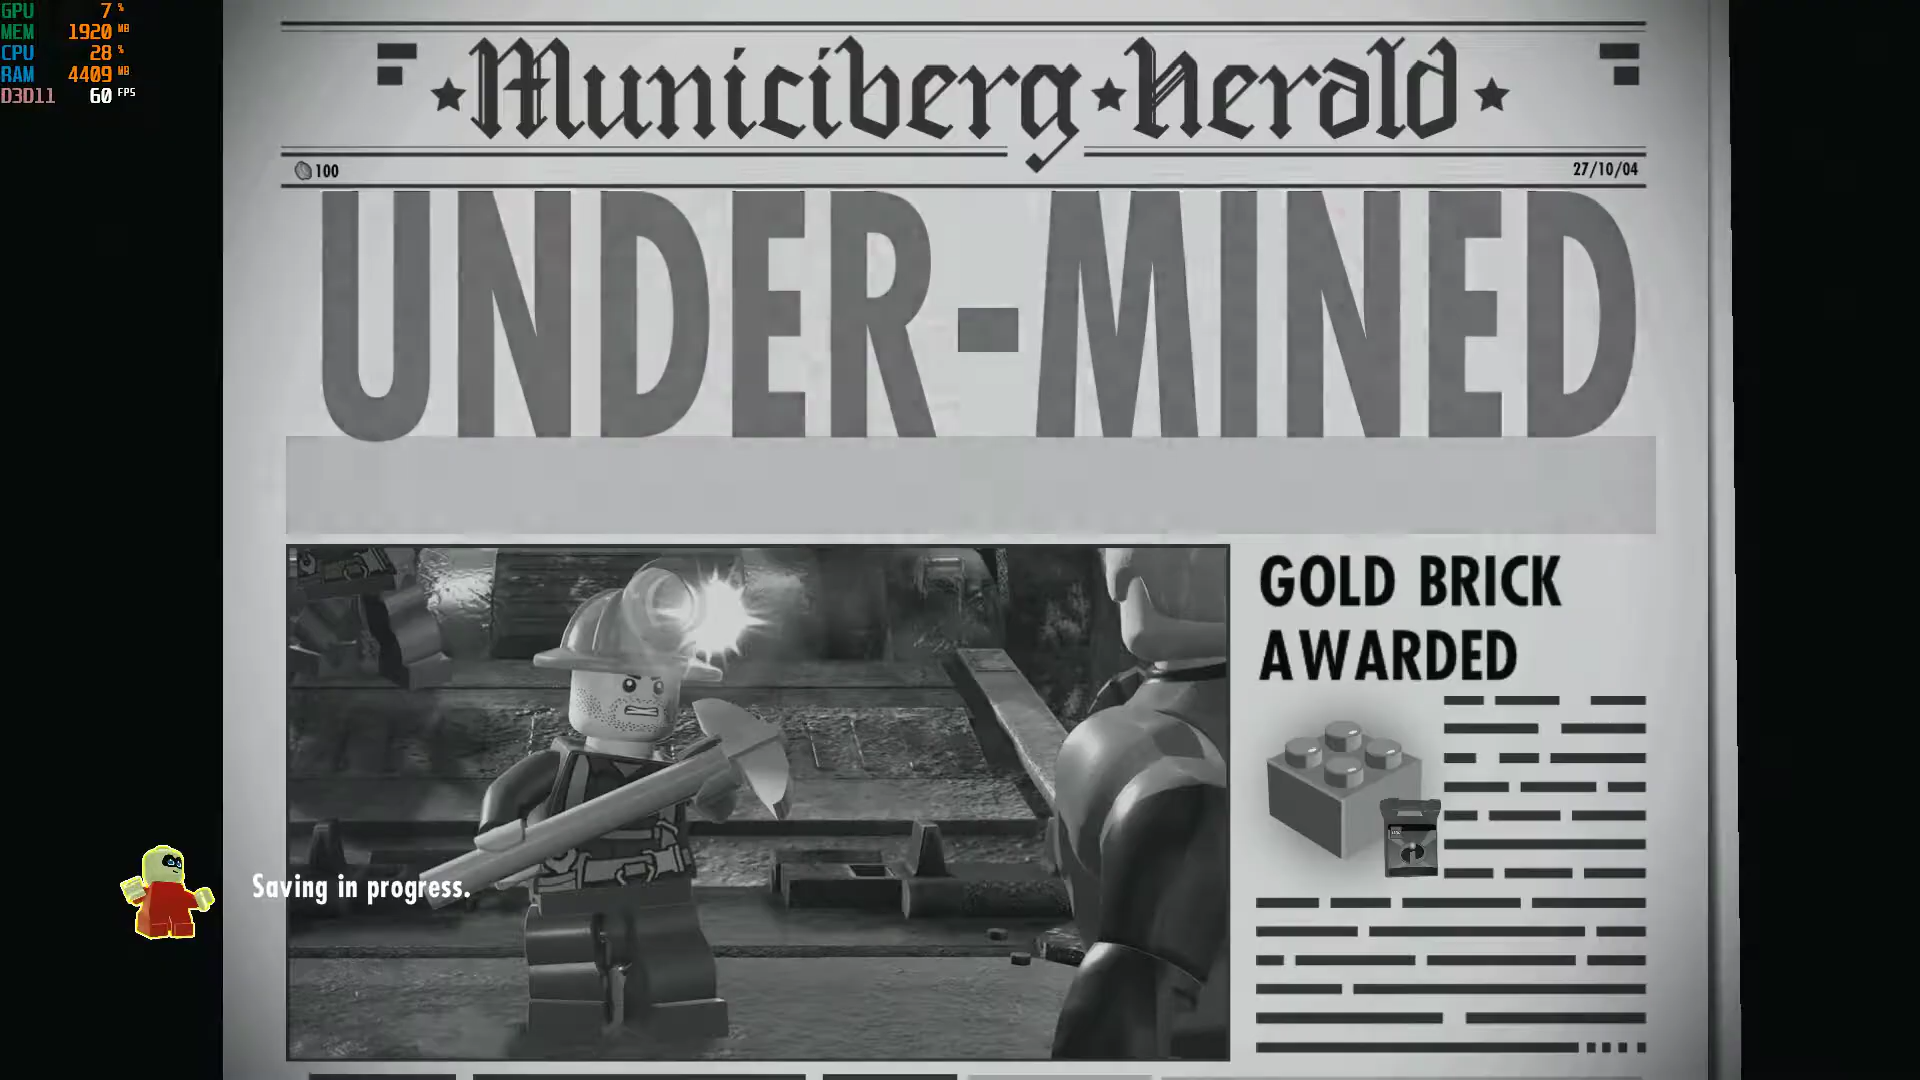 GPU 7 %
MEM 1920 MB
CPU 28 %
RAM 4409 MB
D3D11 60 FPS
Municiberg Herald
100
27/10/04
UNDER-MINED
GOLD BRICK
AWARDED
Saving in progress.